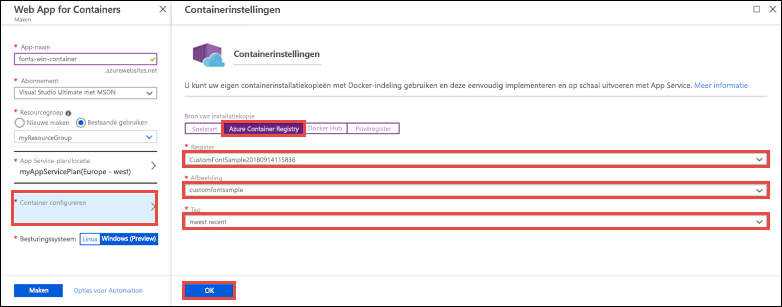 Web App for Containers
Maken
* App-naam
fonts-win-container
.azurewebsites.net
* Abonnement
Visual Studio Ultimate met MSDN
* Resourcegroep
Nieuwe maken
Bestaande gebruiken
myResourceGroup
* App Service-plan/locatie
myAppServicePlan(Europe - west)
* Container configureren
* Besturingssysteem
Linux
Windows (Preview)
Maken
Opties voor Automation
Containerinstellingen
Containerinstellingen
U kunt uw eigen containerinstallatiekopieën met Docker-indeling gebruiken en deze eenvoudig implementeren en op schaal uitvoeren met App Service. Meer informatie
Bron van installatiekopie
Snelstart
Azure Container Registry
Docker Hub
Privéregister
* Register
CustomFontSample20180914115836
* Afbeelding
customfontsample
* Tag
meest recent
OK